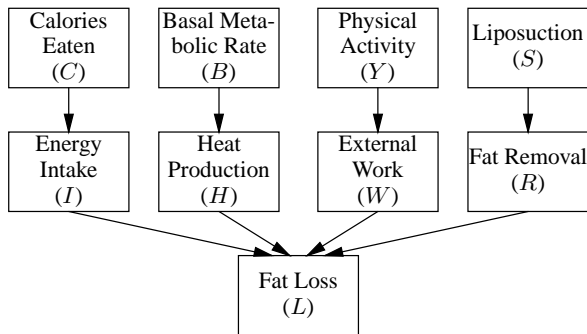 Calories
Eaten
(C)
Basal Meta-
bolic Rate
(B)
Physical
Activity
(Y)
Liposuction
(S)
Energy
Intake
(I)
Heat
Production
(H)
External
Work
(W)
Fat Removal
(R)
Fat Loss
(L)